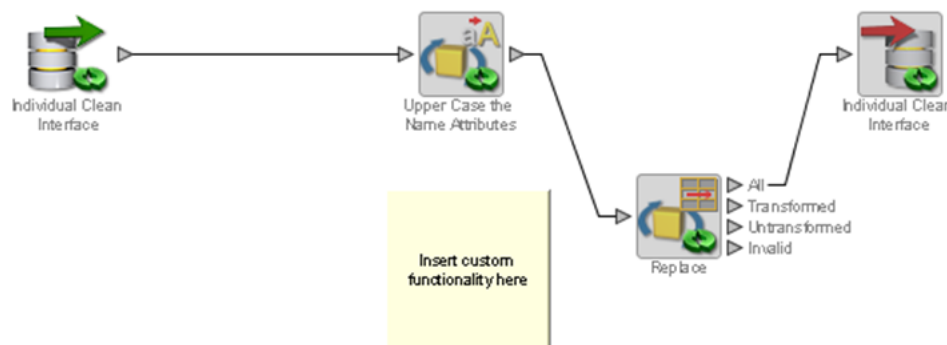 Individual Clean
Interface
Upper Case the
Name Attributes
Individual Clean
Interface
All
Transformed
Untransformed
Invalid
Replace
Insert custom
functionality here